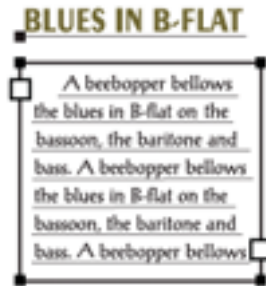 BLUES IN B-FLAT
A beebopper bellows
the blues in B-flat on the
bassoon, the baritone and
bass. A beebopper bellows
the blues in B-flat on the
bassoon, the baritone and
bass. A beebopper bellows